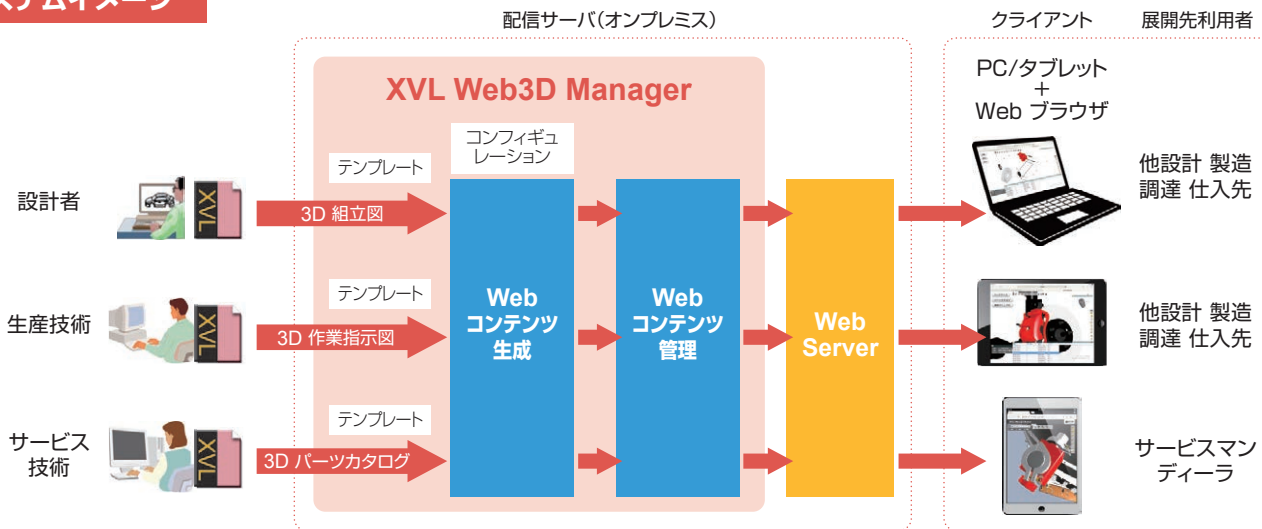 ステムイメージ
配信サーバ(オンプレミス)
クライアント
展開先利用者
XVL Web3D Manager
PC/タブレット
+
Web ブラウザ
コンフィギュ
レーション
テンプレート
設計者
XVL
3D 組立図
他設計 製造
調達 仕入先
テンプレート
生産技術
XVL
3D 作業指示図
Web
コンテンツ
生成
Web
コンテンツ
管理
Web
Server
他設計 製造
調達 仕入先
テンプレート
サービス
技術
XVL
3D パーツカタログ
サービスマン
ディーラ